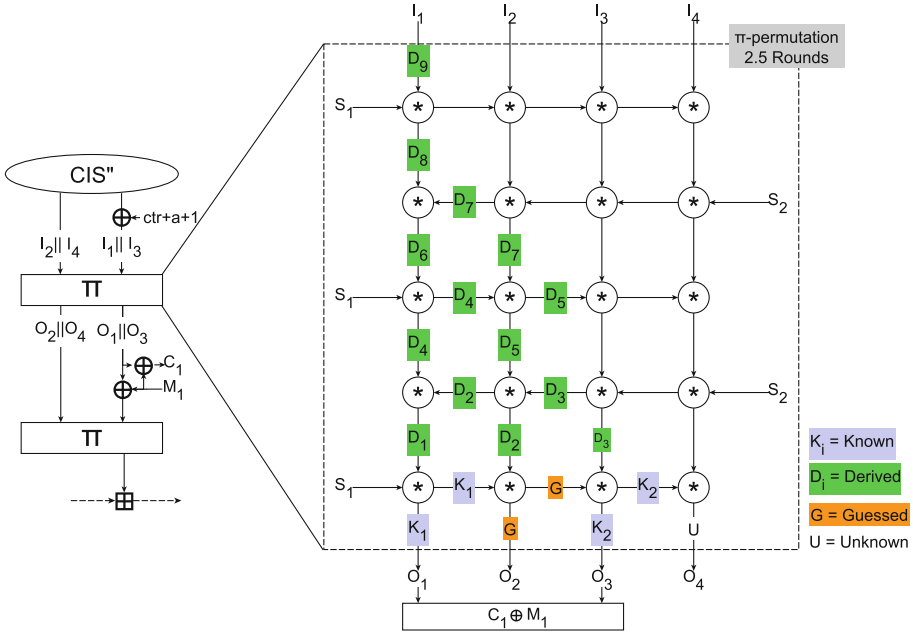 I₁ I₂ I₃ I₄
π-permutation
2.5 Rounds
D₉
S₁ * * * *
D₈
CIS"
* D₇ * * * S₂
ctr+a+1
I₂|| I₄ I₁|| I₃
D₆ D₇
π
S₁ * D₄ * D₅ * *
O₂||O₄ O₁||O₃
D₄ D₅
C₁
M₁
* D₂ * D₃ * * S₂
π
D₁ D₂ D₃
Kᵢ = Known
Dᵢ = Derived
S₁ * K₁ * G * K₂ *
G = Guessed
K₁ G K₂ U
U = Unknown
O₁ O₂ O₃ O₄
C₁ ⊕ M₁